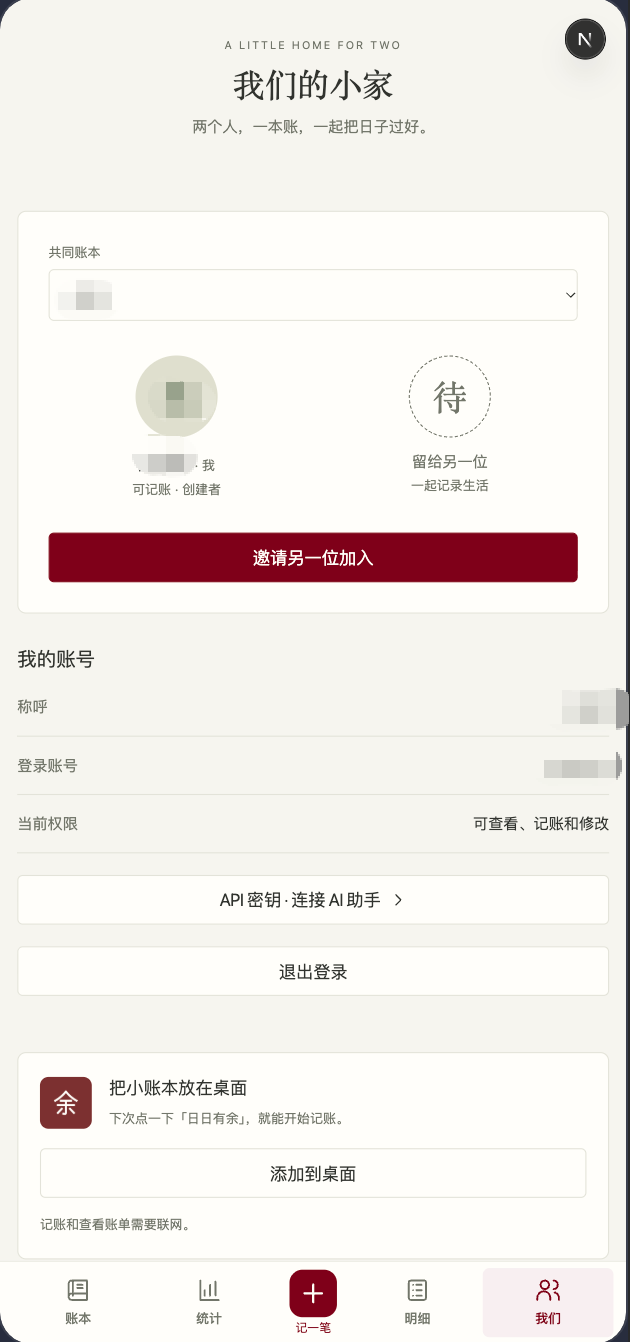 A LITTLE HOME FOR TWO
N
我们的小家
两个人，一本账，一起把日子过好。
共同账本
待
· 我
可记账 · 创建者
留给另一位
一起记录生活
邀请另一位加入
我的账号
称呼
登录账号
当前权限 可查看、记账和修改
API 密钥 · 连接 AI 助手
退出登录
余
把小账本放在桌面
下次点一下「日日有余」，就能开始记账。
添加到桌面
记账和查看账单需要联网。
账本 统计 记一笔 明细 我们